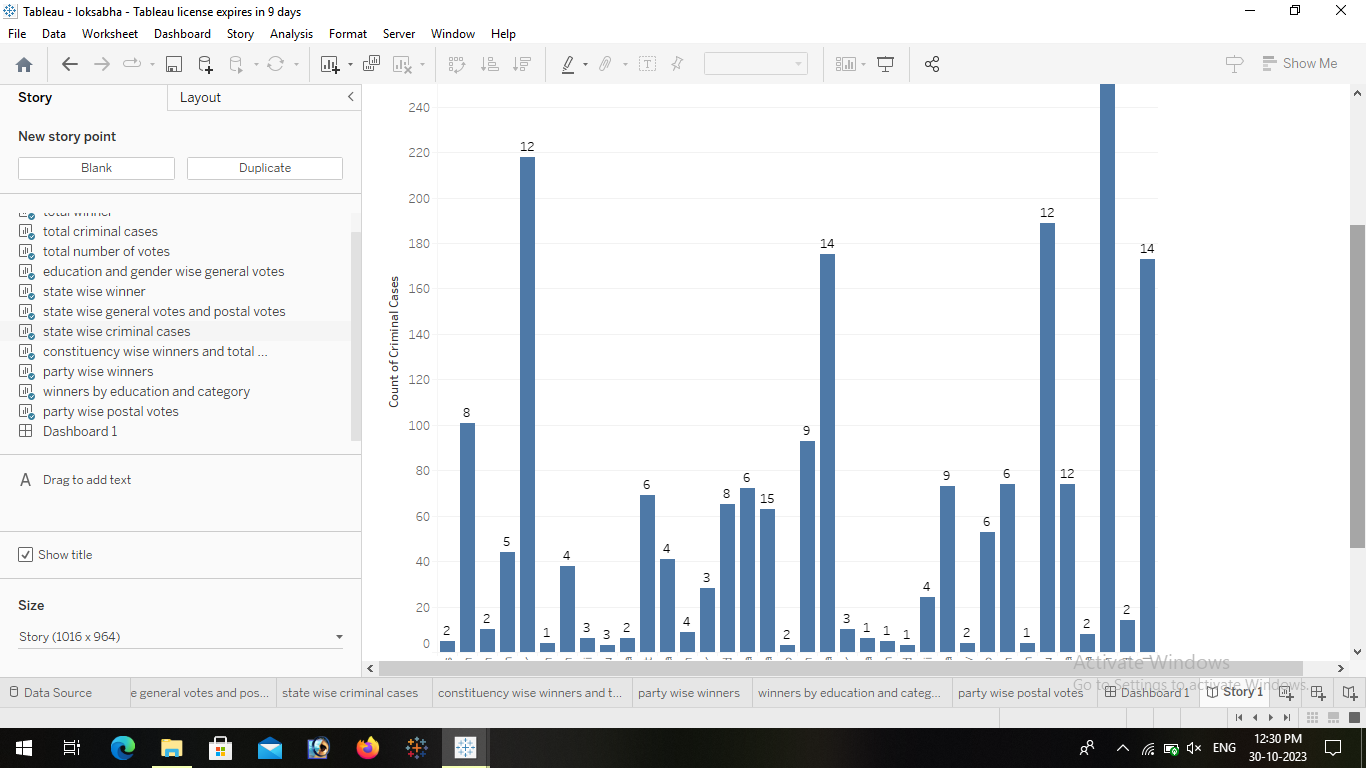 Tableau - loksabha - Tableau license expires in 9 days
File Data Worksheet Dashboard Story Analysis Format Server Window Help
Show Me
Story Layout
New story point
Blank Duplicate
total winner
total criminal cases
total number of votes
education and gender wise general votes
state wise winner
state wise general votes and postal votes
state wise criminal cases
constituency wise winners and total ...
party wise winners
winners by education and category
party wise postal votes
Dashboard 1
A Drag to add text
Show title
Size
Story (1016 x 964)
Count of Criminal Cases
240
220
200
180
160
140
120
100
80
60
40
20
0
2 8 2 5 12 1 4 3 3 2 6 4 4 3 8 6 15 2 9 14 3 1 1 1 4 9 2 6 6 1 12 12 2 2 14
Activate Windows
Go to Settings to activate Windows.
Data Source e general votes and pos... state wise criminal cases constituency wise winners and t... party wise winners winners by education and categ... party wise postal votes Dashboard 1 Story 1
ENG 12:30 PM
30-10-2023